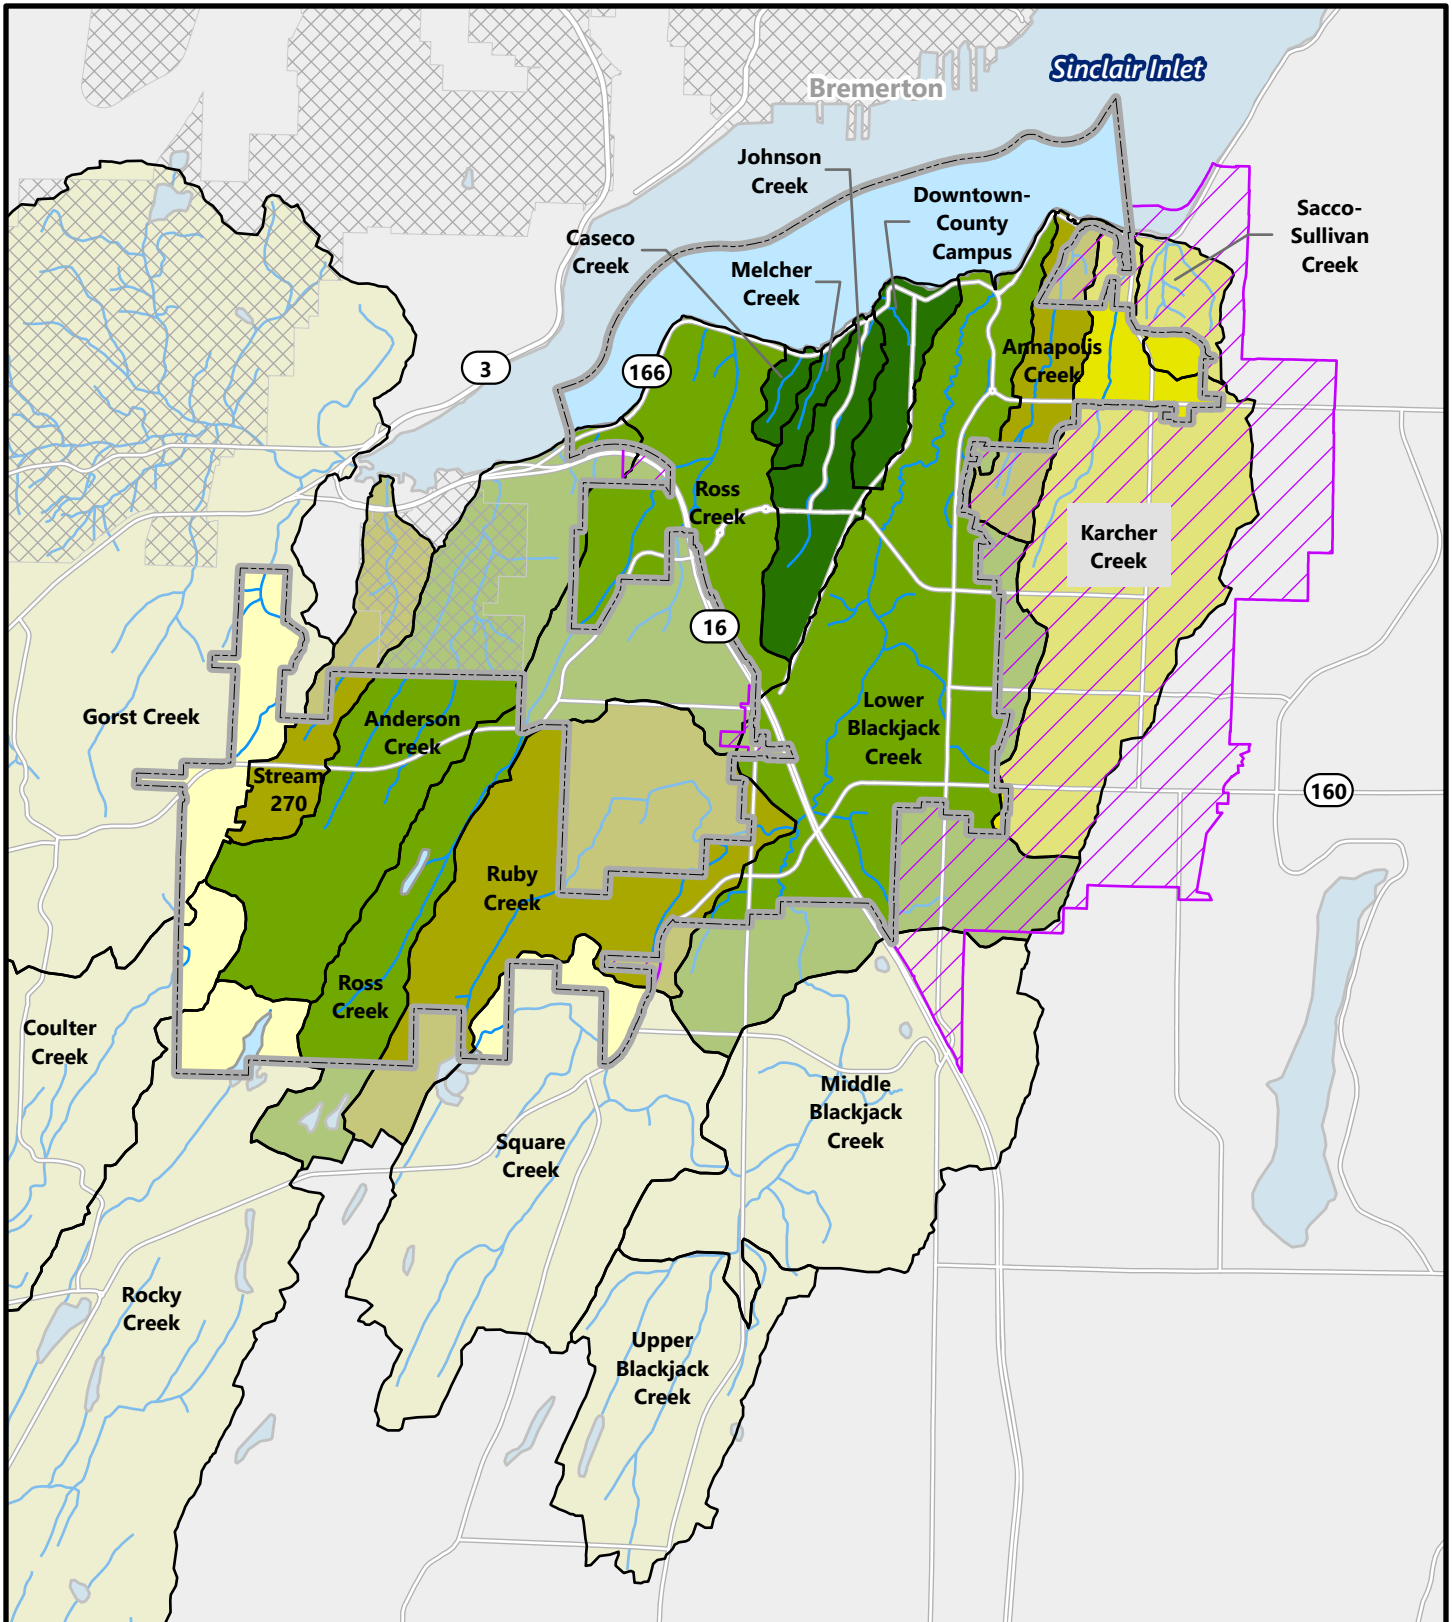 Sinclair Inlet
Bremerton
Johnson
Creek
Downtown-
County
Campus
Sacco-
Sullivan
Creek
Caseco
Creek
Melcher
Creek
3
166
Annapolis
Creek
Ross
Creek
Karcher
Creek
16
Gorst Creek
Anderson
Creek
Lower
Blackjack
Creek
Stream
270
160
Ruby
Creek
Ross
Creek
Coulter
Creek
Middle
Blackjack
Creek
Square
Creek
Rocky
Creek
Upper
Blackjack
Creek